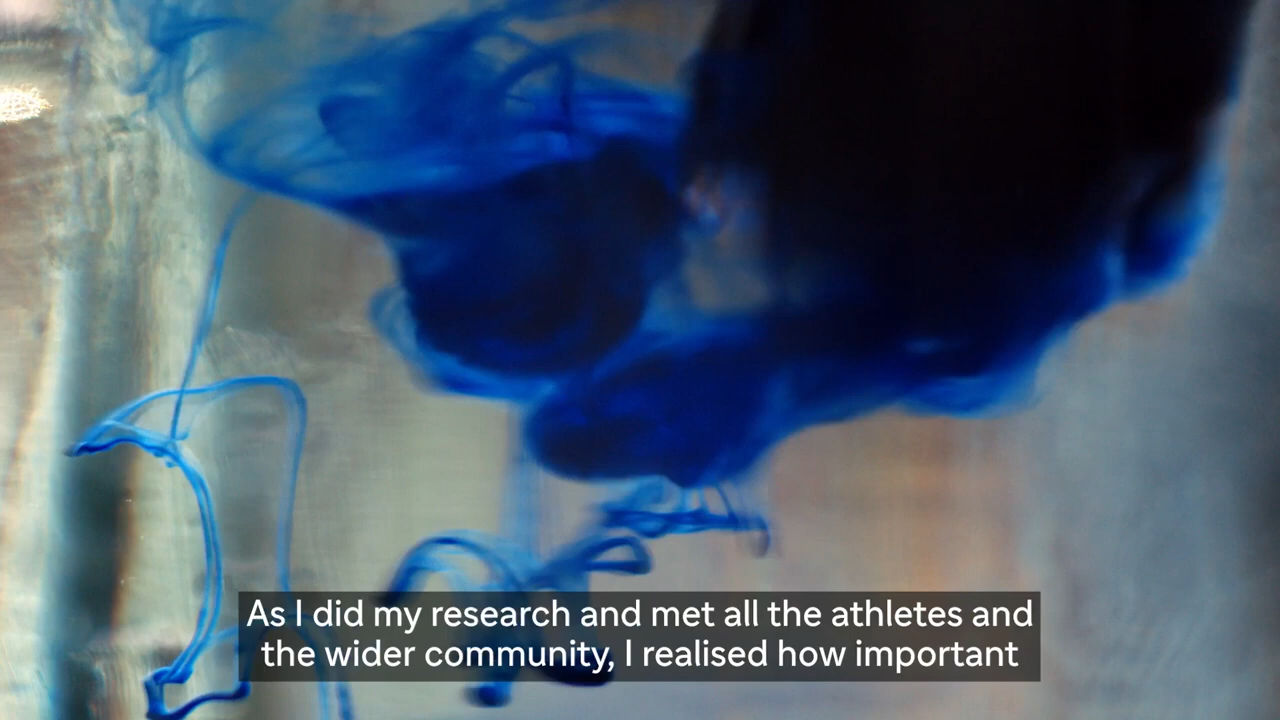 As I did my research and met all the athletes and
the wider community, I realised how important